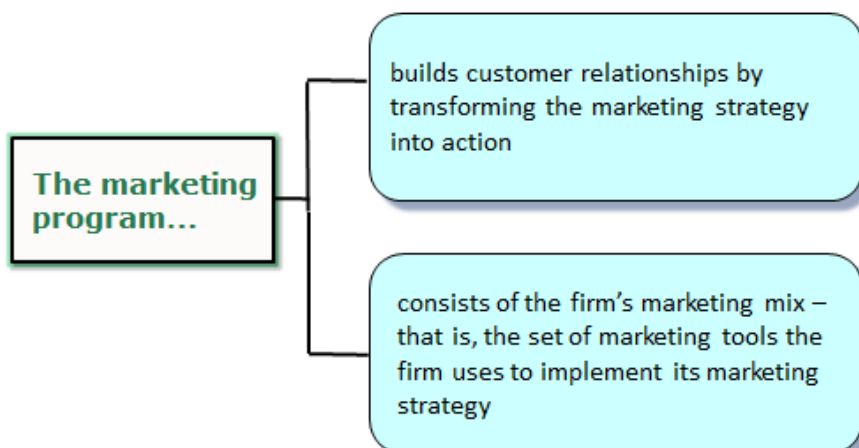 The marketing
program...
builds customer relationships by
transforming the marketing strategy
into action
consists of the firm’s marketing mix –
that is, the set of marketing tools the
firm uses to implement its marketing
strategy